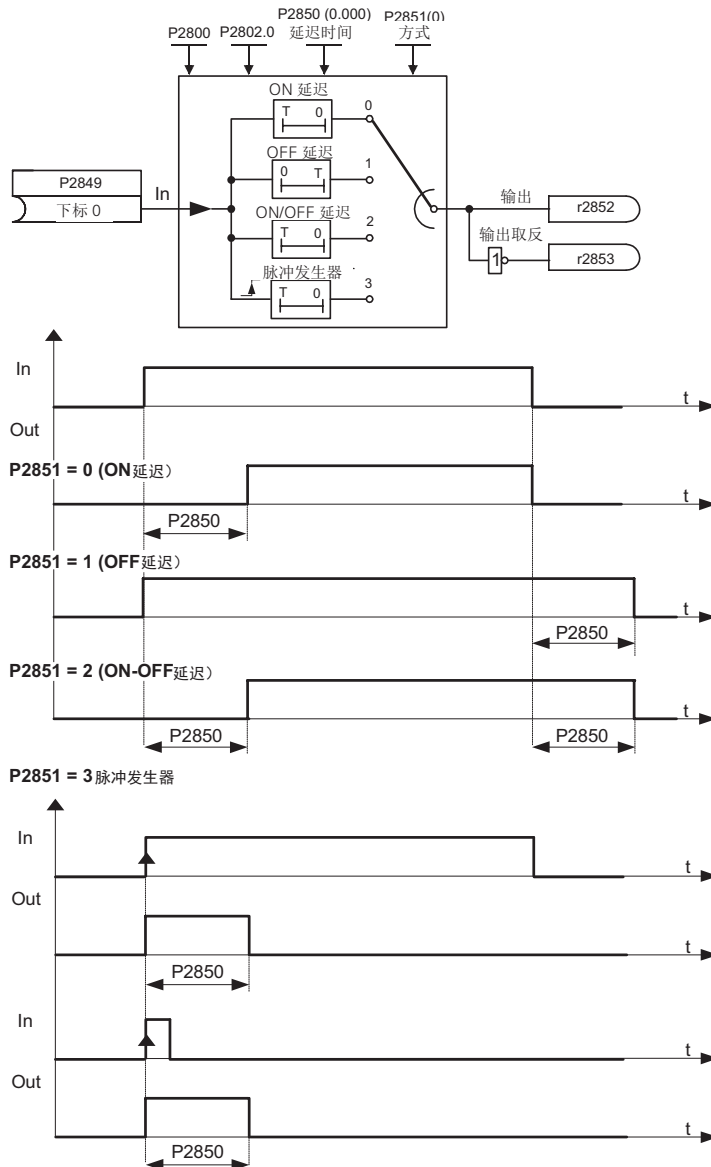 P2800 P2802.0 P2850 (0.000) P2851(0)
延迟时间 方式
ON 延迟
T 0 0
OFF 延迟
0 T 1
P2849
下标 0
In
ON/OFF 延迟
T 0 2
脉冲发生器
T 0 3
输出
r2852
输出取反
1
r2853
In
t
Out
P2851 = 0 (ON延迟)
t
P2850
P2851 = 1 (OFF延迟)
t
P2850
P2851 = 2 (ON-OFF延迟)
t
P2850 P2850
P2851 = 3脉冲发生器
In
t
Out
t
P2850
In
t
Out
t
P2850